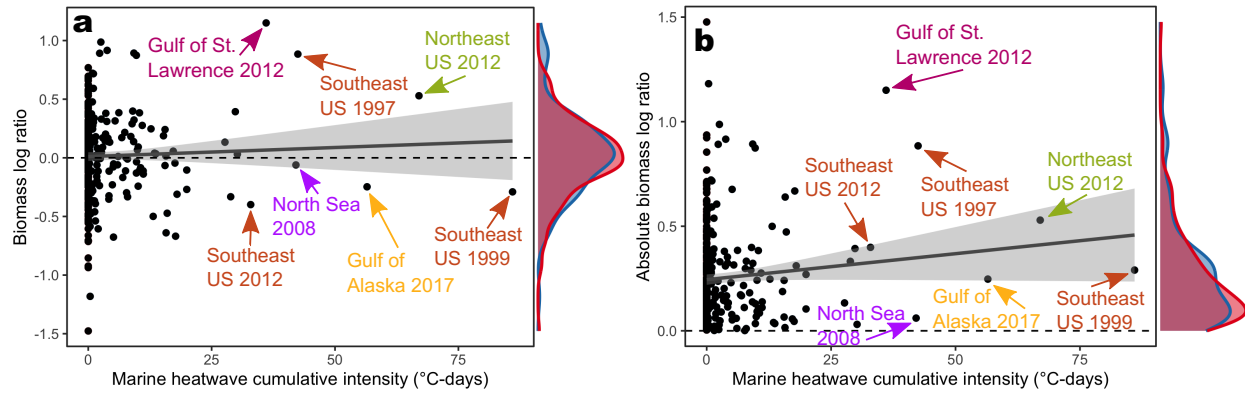 a
Biomass log ratio
1.0
0.5
0.0
-0.5
-1.0
-1.5
Gulf of St.
Lawrence 2012
Southeast
US 1997
Northeast
US 2012
North Sea
2008
Southeast
US 2012
Gulf of
Alaska 2017
Southeast
US 1999
0
25
50
75
Marine heatwave cumulative intensity (°C-days)
b
Absolute biomass log ratio
1.5
1.0
0.5
0.0
Gulf of St.
Lawrence 2012
Southeast
US 2012
Southeast
US 1997
Northeast
US 2012
North Sea
2008
Gulf of
Alaska 2017
Southeast
US 1999
0
25
50
75
Marine heatwave cumulative intensity (°C-days)